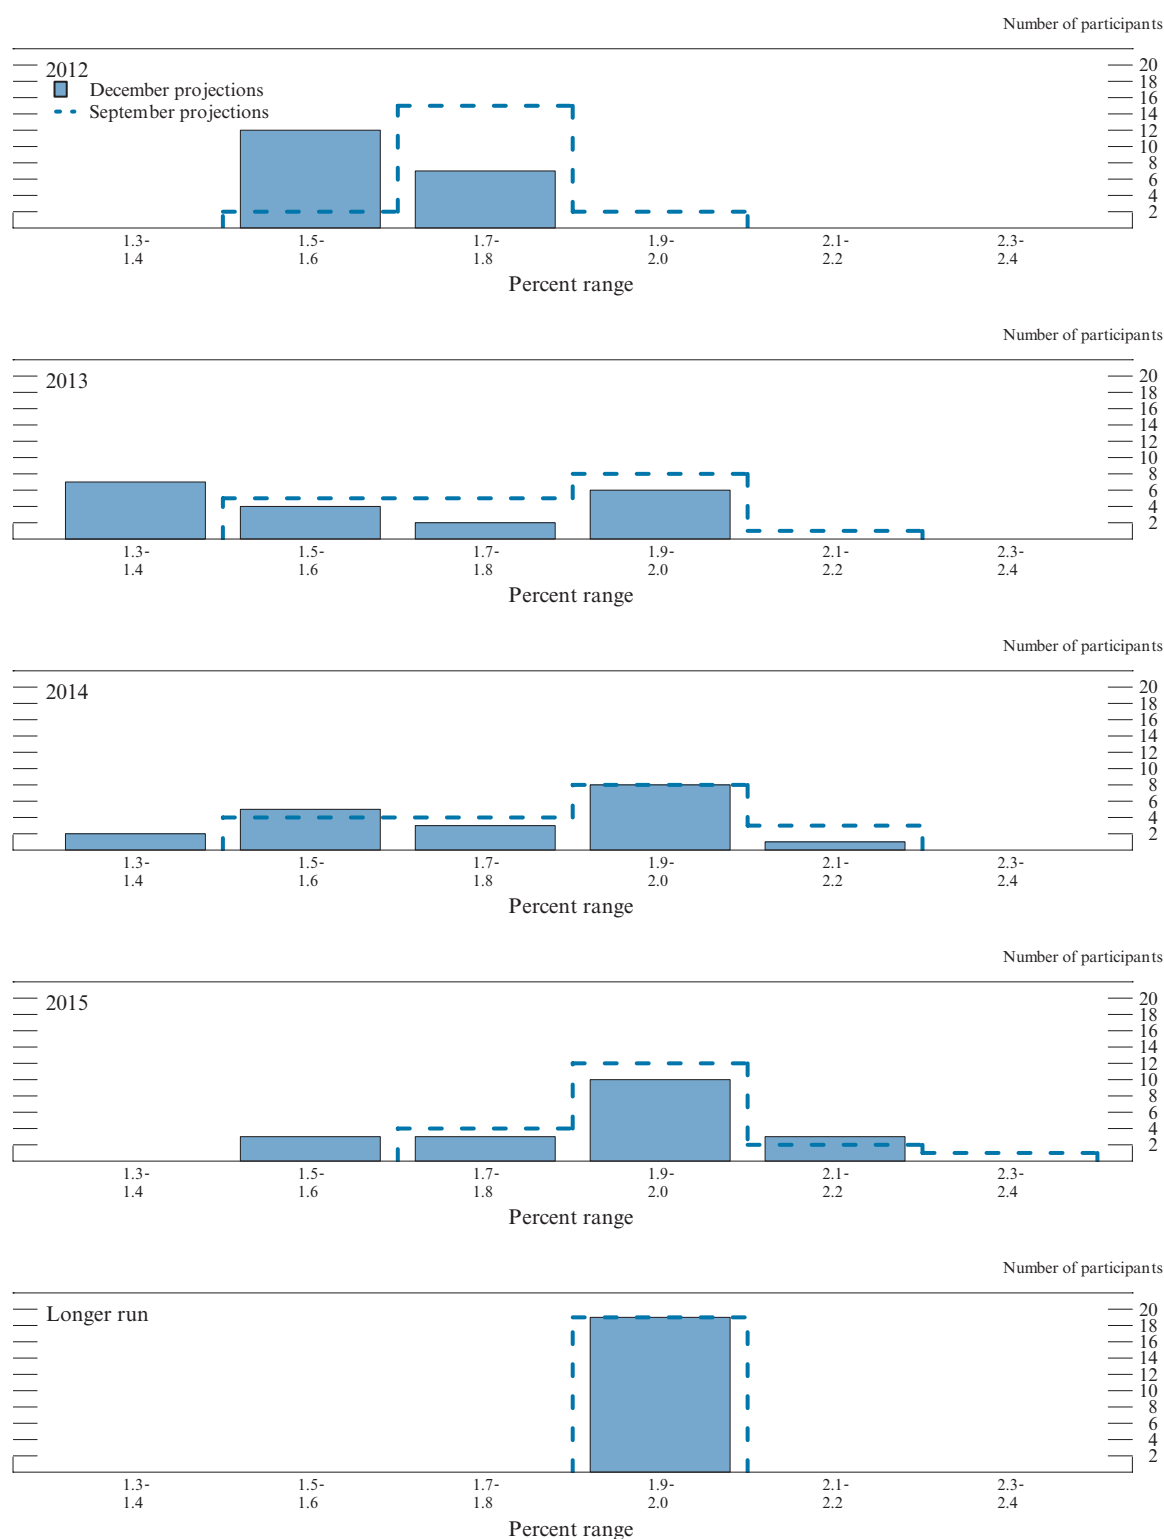 Number of participants
2012
December projections
September projections
20
18
16
14
12
10
8
6
4
2
1.3- 1.5- 1.7- 1.9- 2.1- 2.3-
1.4 1.6 1.8 2.0 2.2 2.4
Percent range
Number of participants
2013
20
18
16
14
12
10
8
6
4
2
1.3- 1.5- 1.7- 1.9- 2.1- 2.3-
1.4 1.6 1.8 2.0 2.2 2.4
Percent range
Number of participants
2014
20
18
16
14
12
10
8
6
4
2
1.3- 1.5- 1.7- 1.9- 2.1- 2.3-
1.4 1.6 1.8 2.0 2.2 2.4
Percent range
Number of participants
2015
20
18
16
14
12
10
8
6
4
2
1.3- 1.5- 1.7- 1.9- 2.1- 2.3-
1.4 1.6 1.8 2.0 2.2 2.4
Percent range
Number of participants
Longer run
20
18
16
14
12
10
8
6
4
2
1.3- 1.5- 1.7- 1.9- 2.1- 2.3-
1.4 1.6 1.8 2.0 2.2 2.4
Percent range